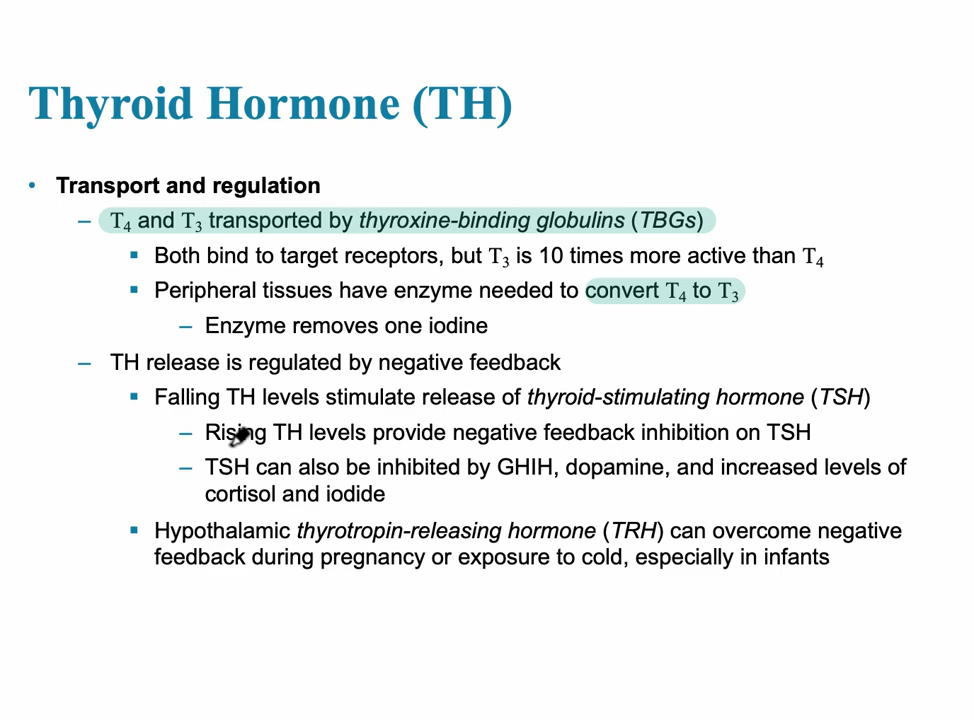 Thyroid Hormone (TH)
• Transport and regulation
– T₄ and T₃ transported by thyroxine-binding globulins (TBGs)
▪ Both bind to target receptors, but T₃ is 10 times more active than T₄
▪ Peripheral tissues have enzyme needed to convert T₄ to T₃
– Enzyme removes one iodine
– TH release is regulated by negative feedback
▪ Falling TH levels stimulate release of thyroid-stimulating hormone (TSH)
– Rising TH levels provide negative feedback inhibition on TSH
– TSH can also be inhibited by GHIH, dopamine, and increased levels of
cortisol and iodide
▪ Hypothalamic thyrotropin-releasing hormone (TRH) can overcome negative
feedback during pregnancy or exposure to cold, especially in infants